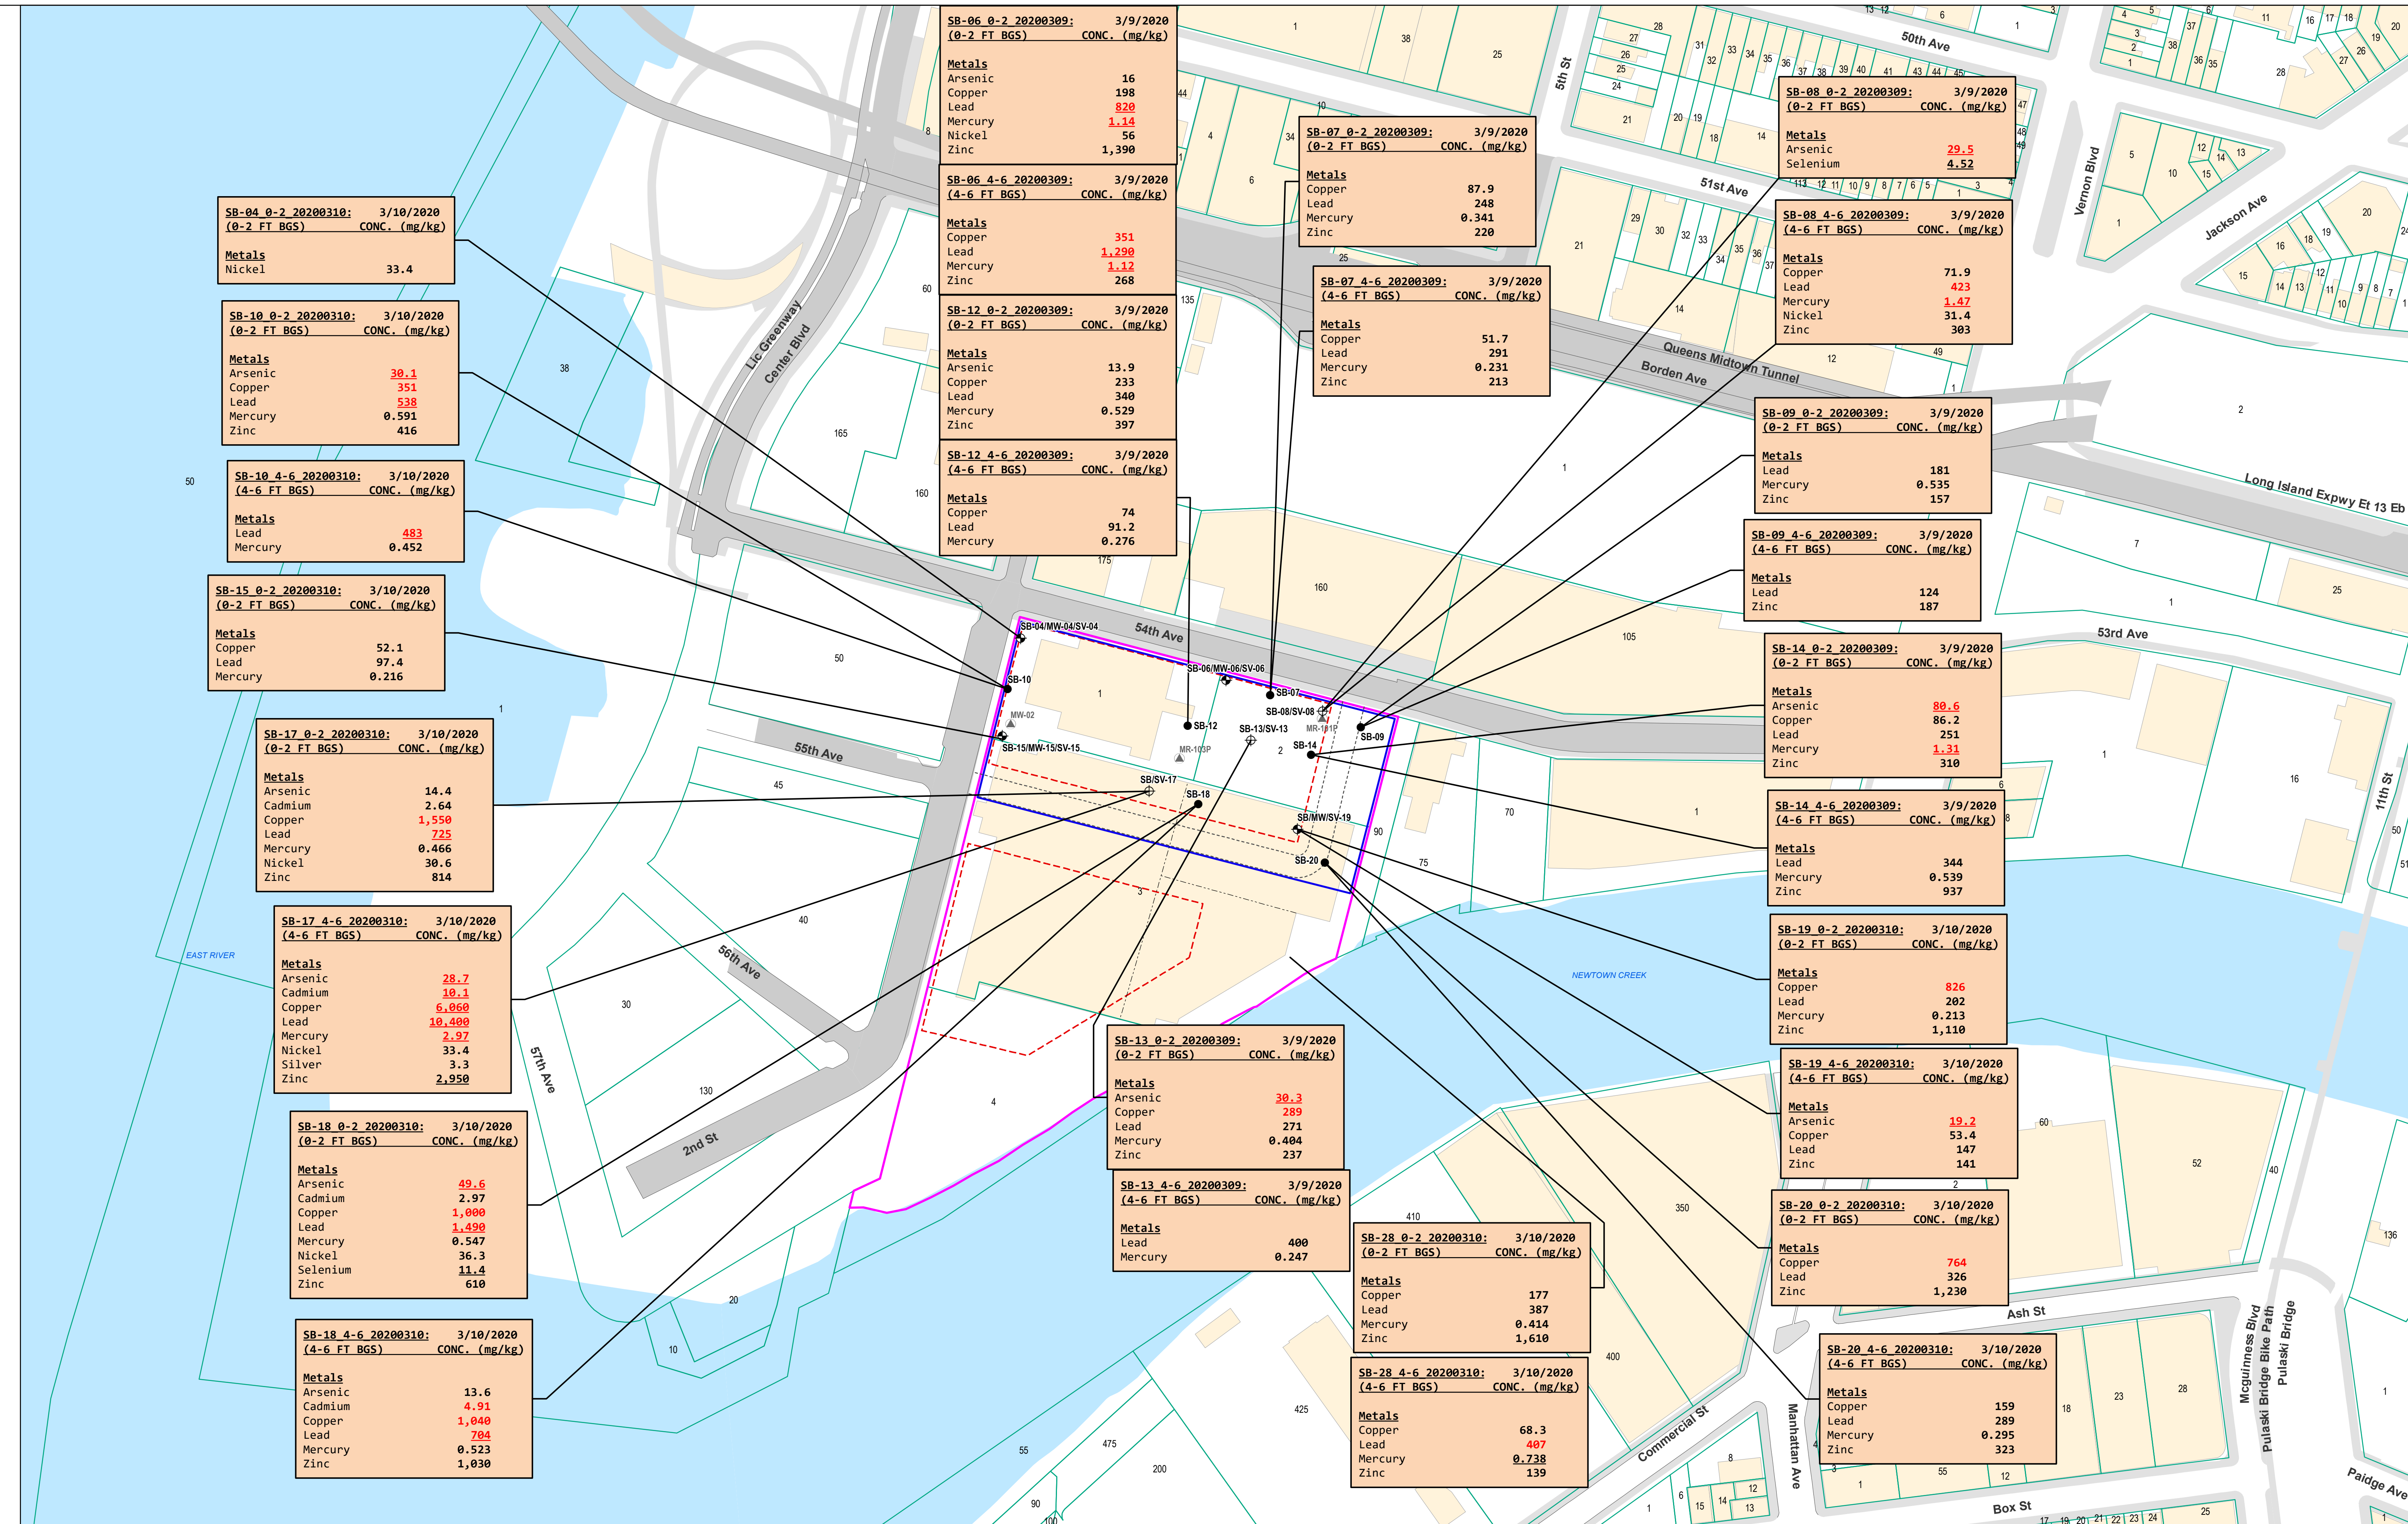 SB-06_0-2_20200309: 3/9/2020
(0-2 FT BGS) CONC. (mg/kg)
Metals
Arsenic 16
Copper 198
Lead 820
Mercury 1.14
Nickel 56
Zinc 1,390
SB-06_4-6_20200309: 3/9/2020
(4-6 FT BGS) CONC. (mg/kg)
Metals
Copper 351
Lead 1,290
Mercury 1.12
Zinc 268
SB-12_0-2_20200309: 3/9/2020
(0-2 FT BGS) CONC. (mg/kg)
Metals
Arsenic 13.9
Copper 233
Lead 340
Mercury 0.529
Zinc 397
SB-12_4-6_20200309: 3/9/2020
(4-6 FT BGS) CONC. (mg/kg)
Metals
Copper 74
Lead 91.2
Mercury 0.276
SB-07_0-2_20200309: 3/9/2020
(0-2 FT BGS) CONC. (mg/kg)
Metals
Copper 87.9
Lead 248
Mercury 0.341
Zinc 220
SB-07_4-6_20200309: 3/9/2020
(4-6 FT BGS) CONC. (mg/kg)
Metals
Copper 51.7
Lead 291
Mercury 0.231
Zinc 213
SB-08_0-2_20200309: 3/9/2020
(0-2 FT BGS) CONC. (mg/kg)
Metals
Arsenic 29.5
Selenium 4.52
SB-08_4-6_20200309: 3/9/2020
(4-6 FT BGS) CONC. (mg/kg)
Metals
Copper 71.9
Lead 423
Mercury 1.47
Nickel 31.4
Zinc 303
SB-09_0-2_20200309: 3/9/2020
(0-2 FT BGS) CONC. (mg/kg)
Metals
Lead 181
Mercury 0.535
Zinc 157
SB-09_4-6_20200309: 3/9/2020
(4-6 FT BGS) CONC. (mg/kg)
Metals
Lead 124
Zinc 187
SB-14_0-2_20200309: 3/9/2020
(0-2 FT BGS) CONC. (mg/kg)
Metals
Arsenic 80.6
Copper 86.2
Lead 251
Mercury 1.31
Zinc 310
SB-14_4-6_20200309: 3/9/2020
(4-6 FT BGS) CONC. (mg/kg)
Metals
Lead 344
Mercury 0.539
Zinc 937
SB-19_0-2_20200310: 3/10/2020
(0-2 FT BGS) CONC. (mg/kg)
Metals
Copper 826
Lead 202
Mercury 0.213
Zinc 1,110
SB-19_4-6_20200310: 3/10/2020
(4-6 FT BGS) CONC. (mg/kg)
Metals
Arsenic 19.2
Copper 53.4
Lead 147
Zinc 141
SB-20_0-2_20200310: 3/10/2020
(0-2 FT BGS) CONC. (mg/kg)
Metals
Copper 764
Lead 326
Zinc 1,230
SB-20_4-6_20200310: 3/10/2020
(4-6 FT BGS) CONC. (mg/kg)
Metals
Copper 159
Lead 289
Mercury 0.295
Zinc 323
SB-04_0-2_20200310: 3/10/2020
(0-2 FT BGS) CONC. (mg/kg)
Metals
Nickel 33.4
SB-10_0-2_20200310: 3/10/2020
(0-2 FT BGS) CONC. (mg/kg)
Metals
Arsenic 30.1
Copper 351
Lead 538
Mercury 0.591
Zinc 416
SB-10_4-6_20200310: 3/10/2020
(4-6 FT BGS) CONC. (mg/kg)
Metals
Lead 483
Mercury 0.452
SB-15_0-2_20200310: 3/10/2020
(0-2 FT BGS) CONC. (mg/kg)
Metals
Copper 52.1
Lead 97.4
Mercury 0.216
SB-17_0-2_20200310: 3/10/2020
(0-2 FT BGS) CONC. (mg/kg)
Metals
Arsenic 14.4
Cadmium 2.64
Copper 1,550
Lead 725
Mercury 0.466
Nickel 30.6
Zinc 814
SB-17_4-6_20200310: 3/10/2020
(4-6 FT BGS) CONC. (mg/kg)
Metals
Arsenic 28.7
Cadmium 10.1
Copper 6,060
Lead 10,400
Mercury 2.97
Nickel 33.4
Silver 3.3
Zinc 2,950
SB-18_0-2_20200310: 3/10/2020
(0-2 FT BGS) CONC. (mg/kg)
Metals
Arsenic 49.6
Cadmium 2.97
Copper 1,000
Lead 1,490
Mercury 0.547
Nickel 36.3
Selenium 11.4
Zinc 610
SB-18_4-6_20200310: 3/10/2020
(4-6 FT BGS) CONC. (mg/kg)
Metals
Arsenic 13.6
Cadmium 4.91
Copper 1,040
Lead 704
Mercury 0.523
Zinc 1,030
SB-13_0-2_20200309: 3/9/2020
(0-2 FT BGS) CONC. (mg/kg)
Metals
Arsenic 30.3
Copper 289
Lead 271
Mercury 0.404
Zinc 237
SB-13_4-6_20200309: 3/9/2020
(4-6 FT BGS) CONC. (mg/kg)
Metals
Lead 400
Mercury 0.247
SB-28_0-2_20200310: 3/10/2020
(0-2 FT BGS) CONC. (mg/kg)
Metals
Copper 177
Lead 387
Mercury 0.414
Zinc 1,610
SB-28_4-6_20200310: 3/10/2020
(4-6 FT BGS) CONC. (mg/kg)
Metals
Copper 68.3
Lead 407
Mercury 0.738
Zinc 139
SB-04/MW-04/SV-04
SB-06/MW-06/SV-06
SB-10
SB-07
MW-02
SB-08/SV-08
MR-101P
SB-12
SB-13/SV-13
SB-09
SB-15/MW-15/SV-15
MR-103P
SB-14
SB/SV-17
SB-18
SB/MW/SV-19
SB-20
EAST RIVER
NEWTOWN CREEK
50th Ave
5th St
51st Ave
Vernon Blvd
Jackson Ave
Lic Greenway
Center Blvd
Queens Midtown Tunnel
Borden Ave
Long Island Expwy Et 13 Eb
53rd Ave
54th Ave
55th Ave
56th Ave
57th Ave
2nd St
11th St
Ash St
Commercial St
Manhattan Ave
Mcguinness Blvd
Pulaski Bridge Bike Path
Pulaski Bridge
Box St
Paidge Ave